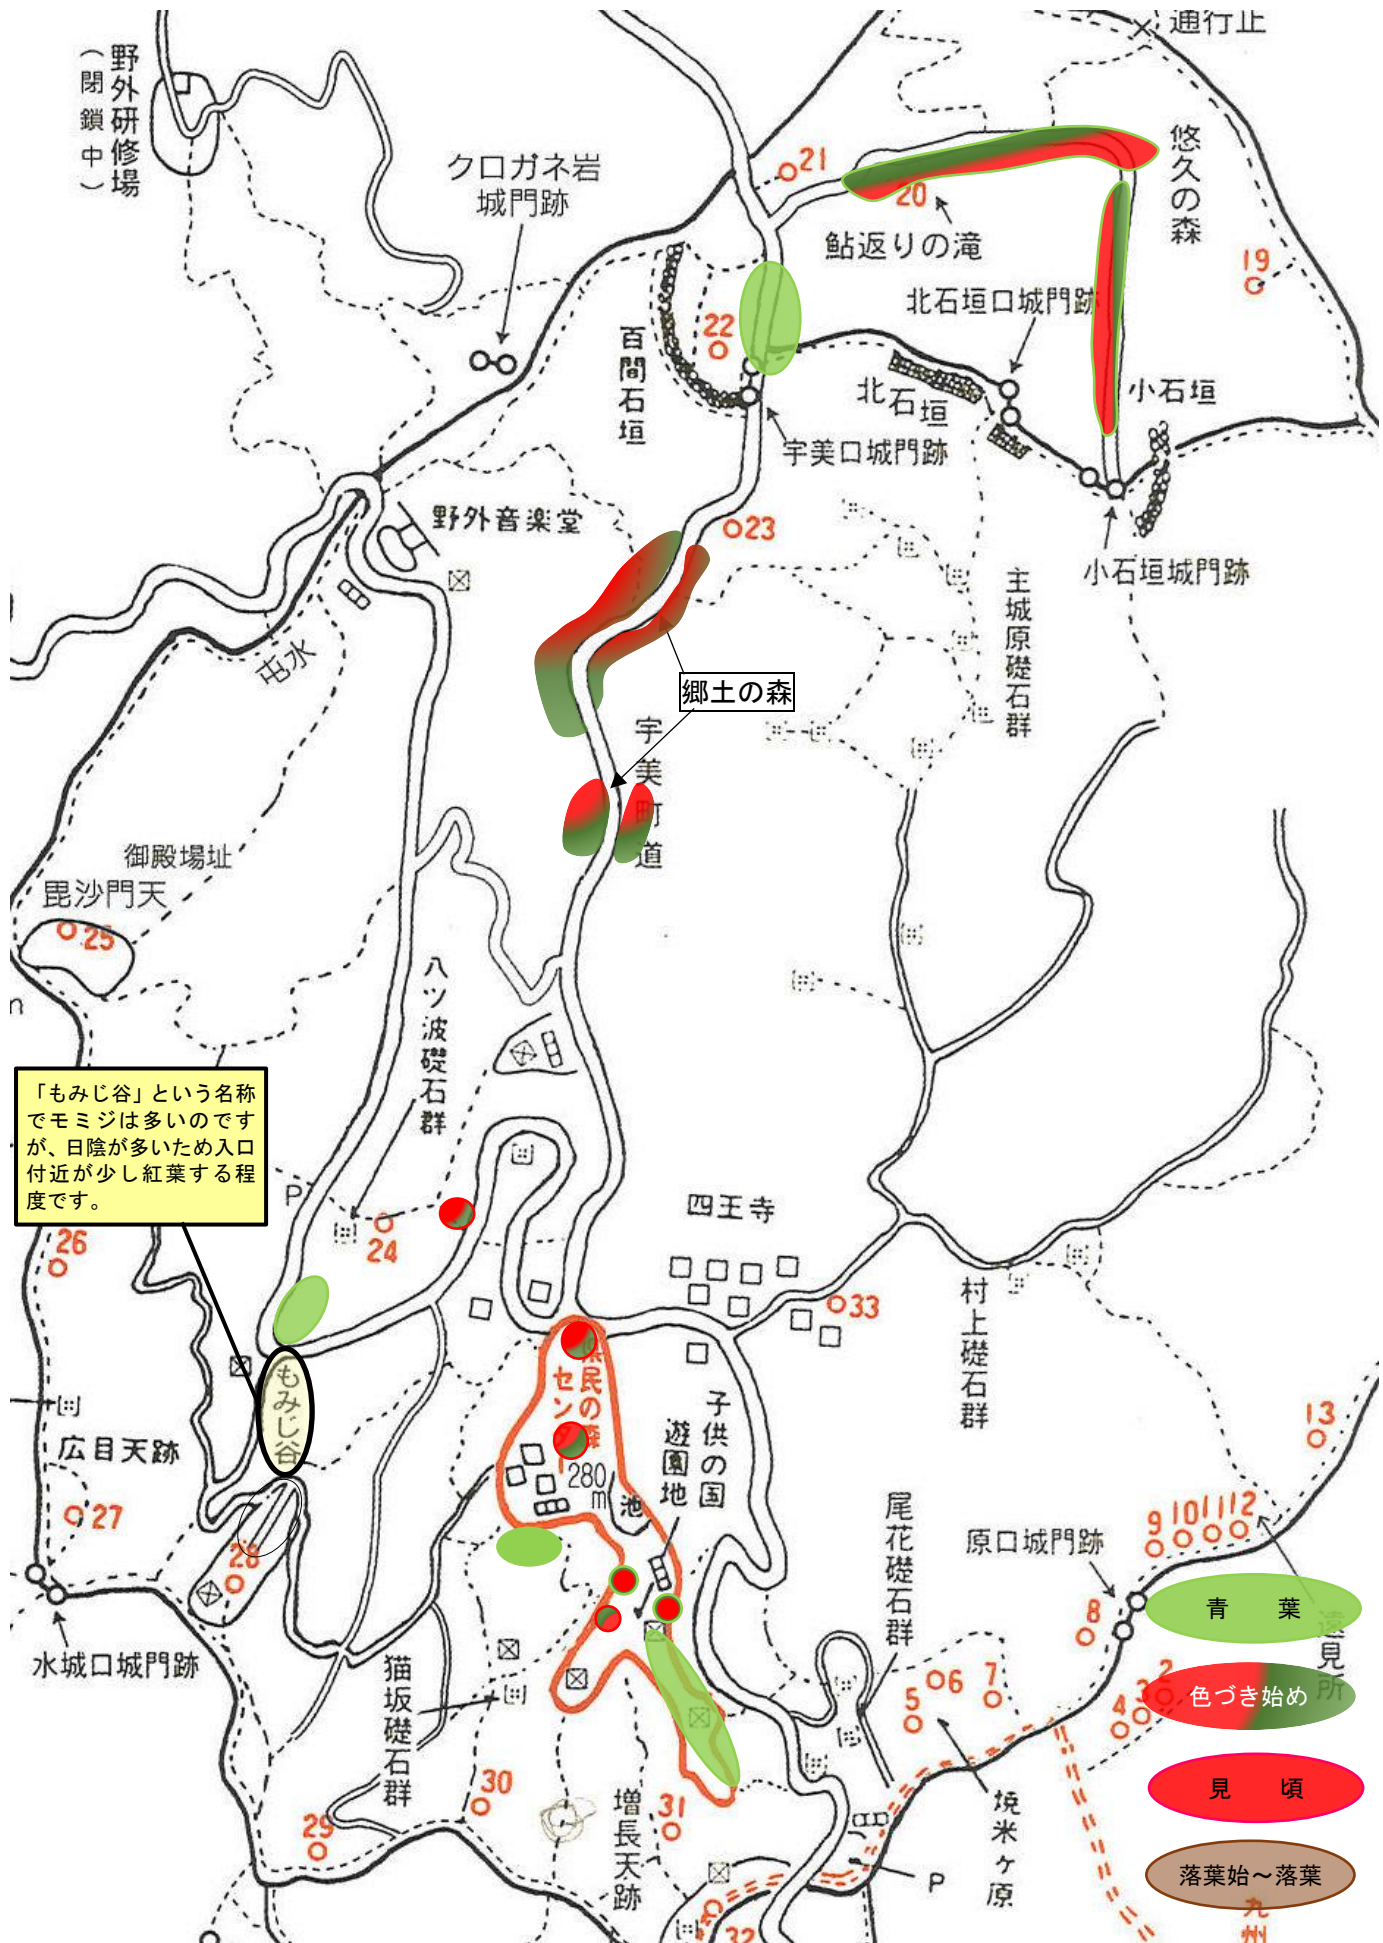 通行止
野外研修場
（閉鎖中）
クロガネ岩
城門跡
21
20
鮎返りの滝
悠久の森
19
北石垣口城門跡
22
百間石垣
北石垣
小石垣
宇美口城門跡
23
野外音楽堂
小石垣城門跡
主城原礎石群
屯水
郷土の森
宇美町道
御殿場址
毘沙門天
25
八ツ波礎石群
「もみじ谷」という名称
でモミジは多いのです
が、日陰が多いため入口
付近が少し紅葉する程
度です。
P
24
26
四王寺
33
村上礎石群
もみじ谷
県民の森
センター
280
m
池
子供の国
遊園地
広目天跡
27
28
13
9
10
11
12
原口城門跡
尾花礎石群
8
青　葉
遠見所
水城口城門跡
猫坂礎石群
5
6
7
2
3
4
色づき始め
30
29
31
増長天跡
焼米ヶ原
見　頃
P
落葉始～落葉
32
九州